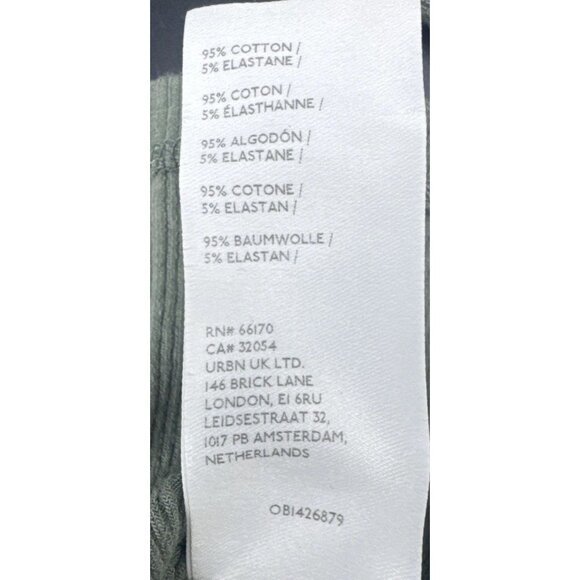 95% COTTON /
5% ELASTANE /
95% COTON /
5% ÉLASTHANNE /
95% ALGODÓN /
5% ELASTANE /
95% COTONE /
5% ELASTAN /
95% BAUMWOLLE /
5% ELASTAN /
RN# 66170
CA# 32054
URBN UK LTD.
146 BRICK LANE
LONDON, E1 6RU
LEIDSESTRAAT 32,
1017 PB AMSTERDAM,
NETHERLANDS
OB1426879